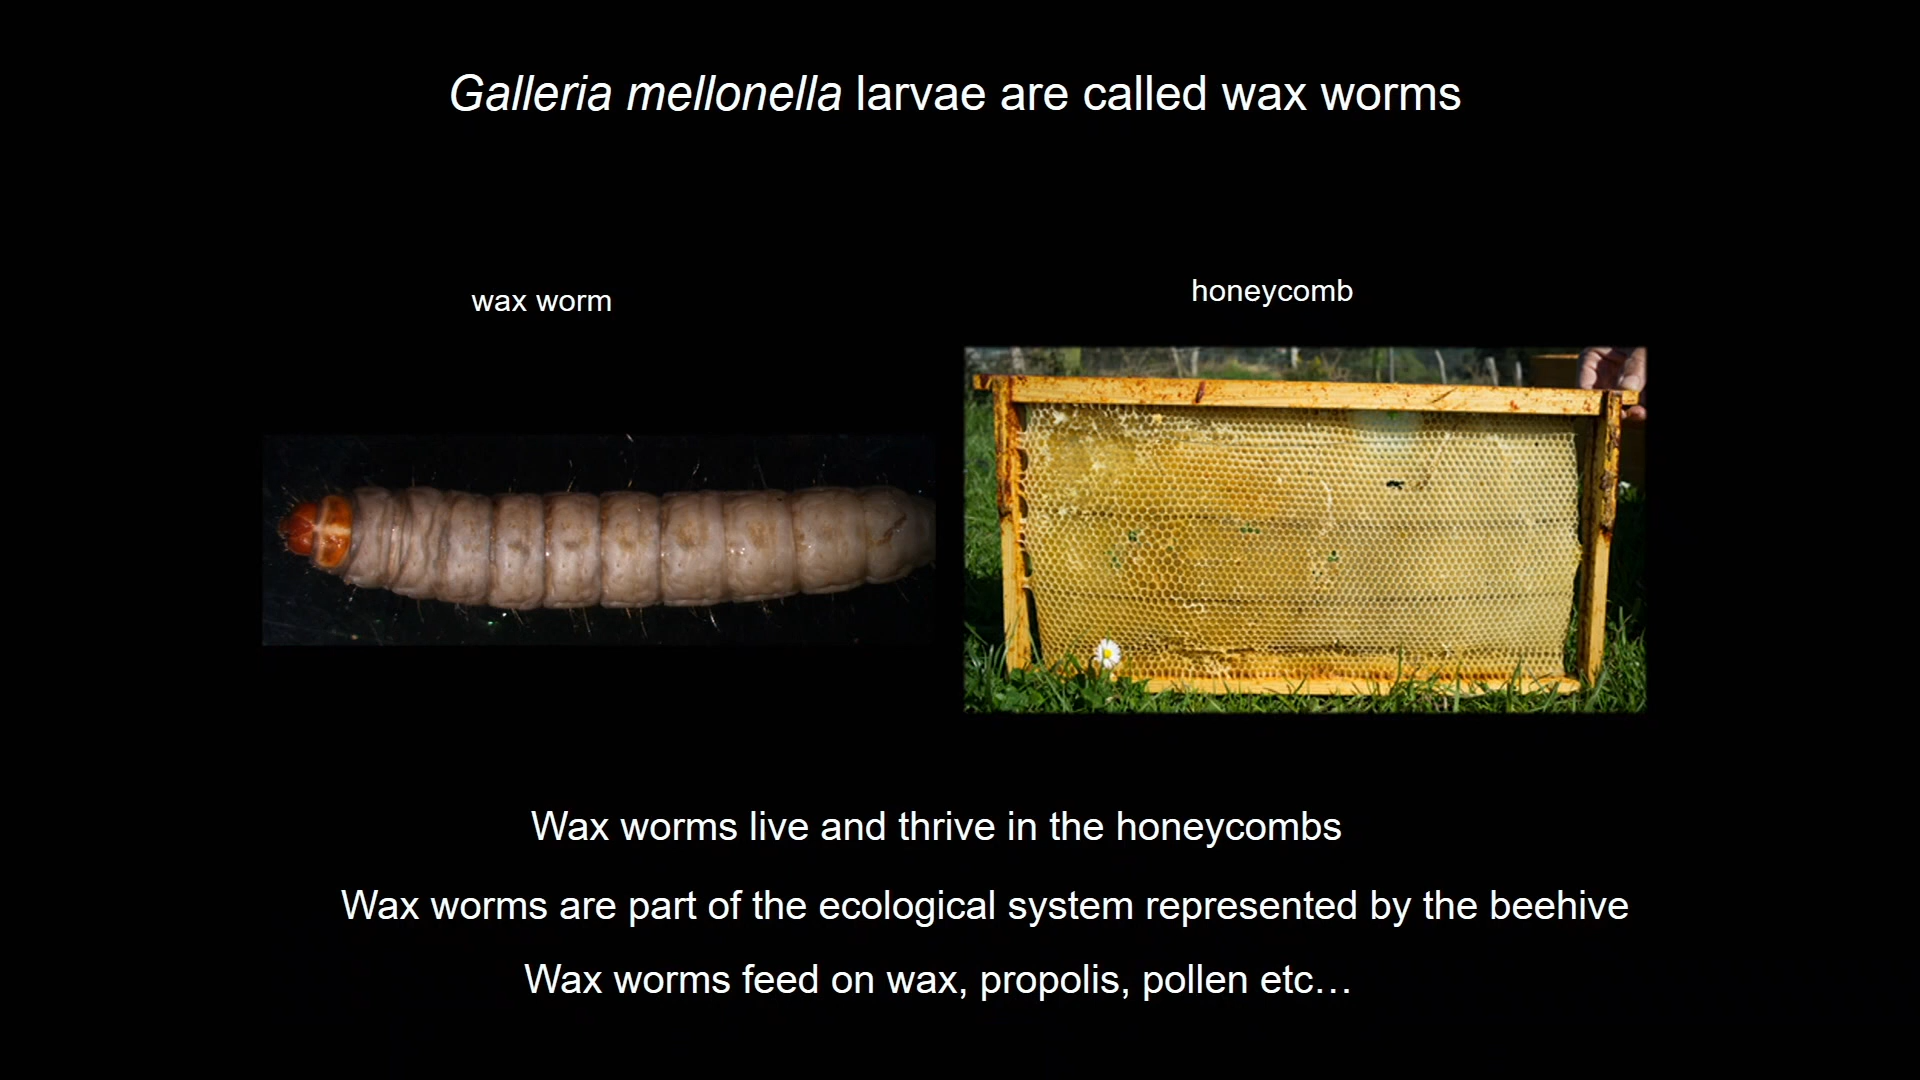 Galleria mellonella larvae are called wax worms
wax worm
honeycomb
Wax worms live and thrive in the honeycombs
Wax worms are part of the ecological system represented by the beehive
Wax worms feed on wax, propolis, pollen etc…